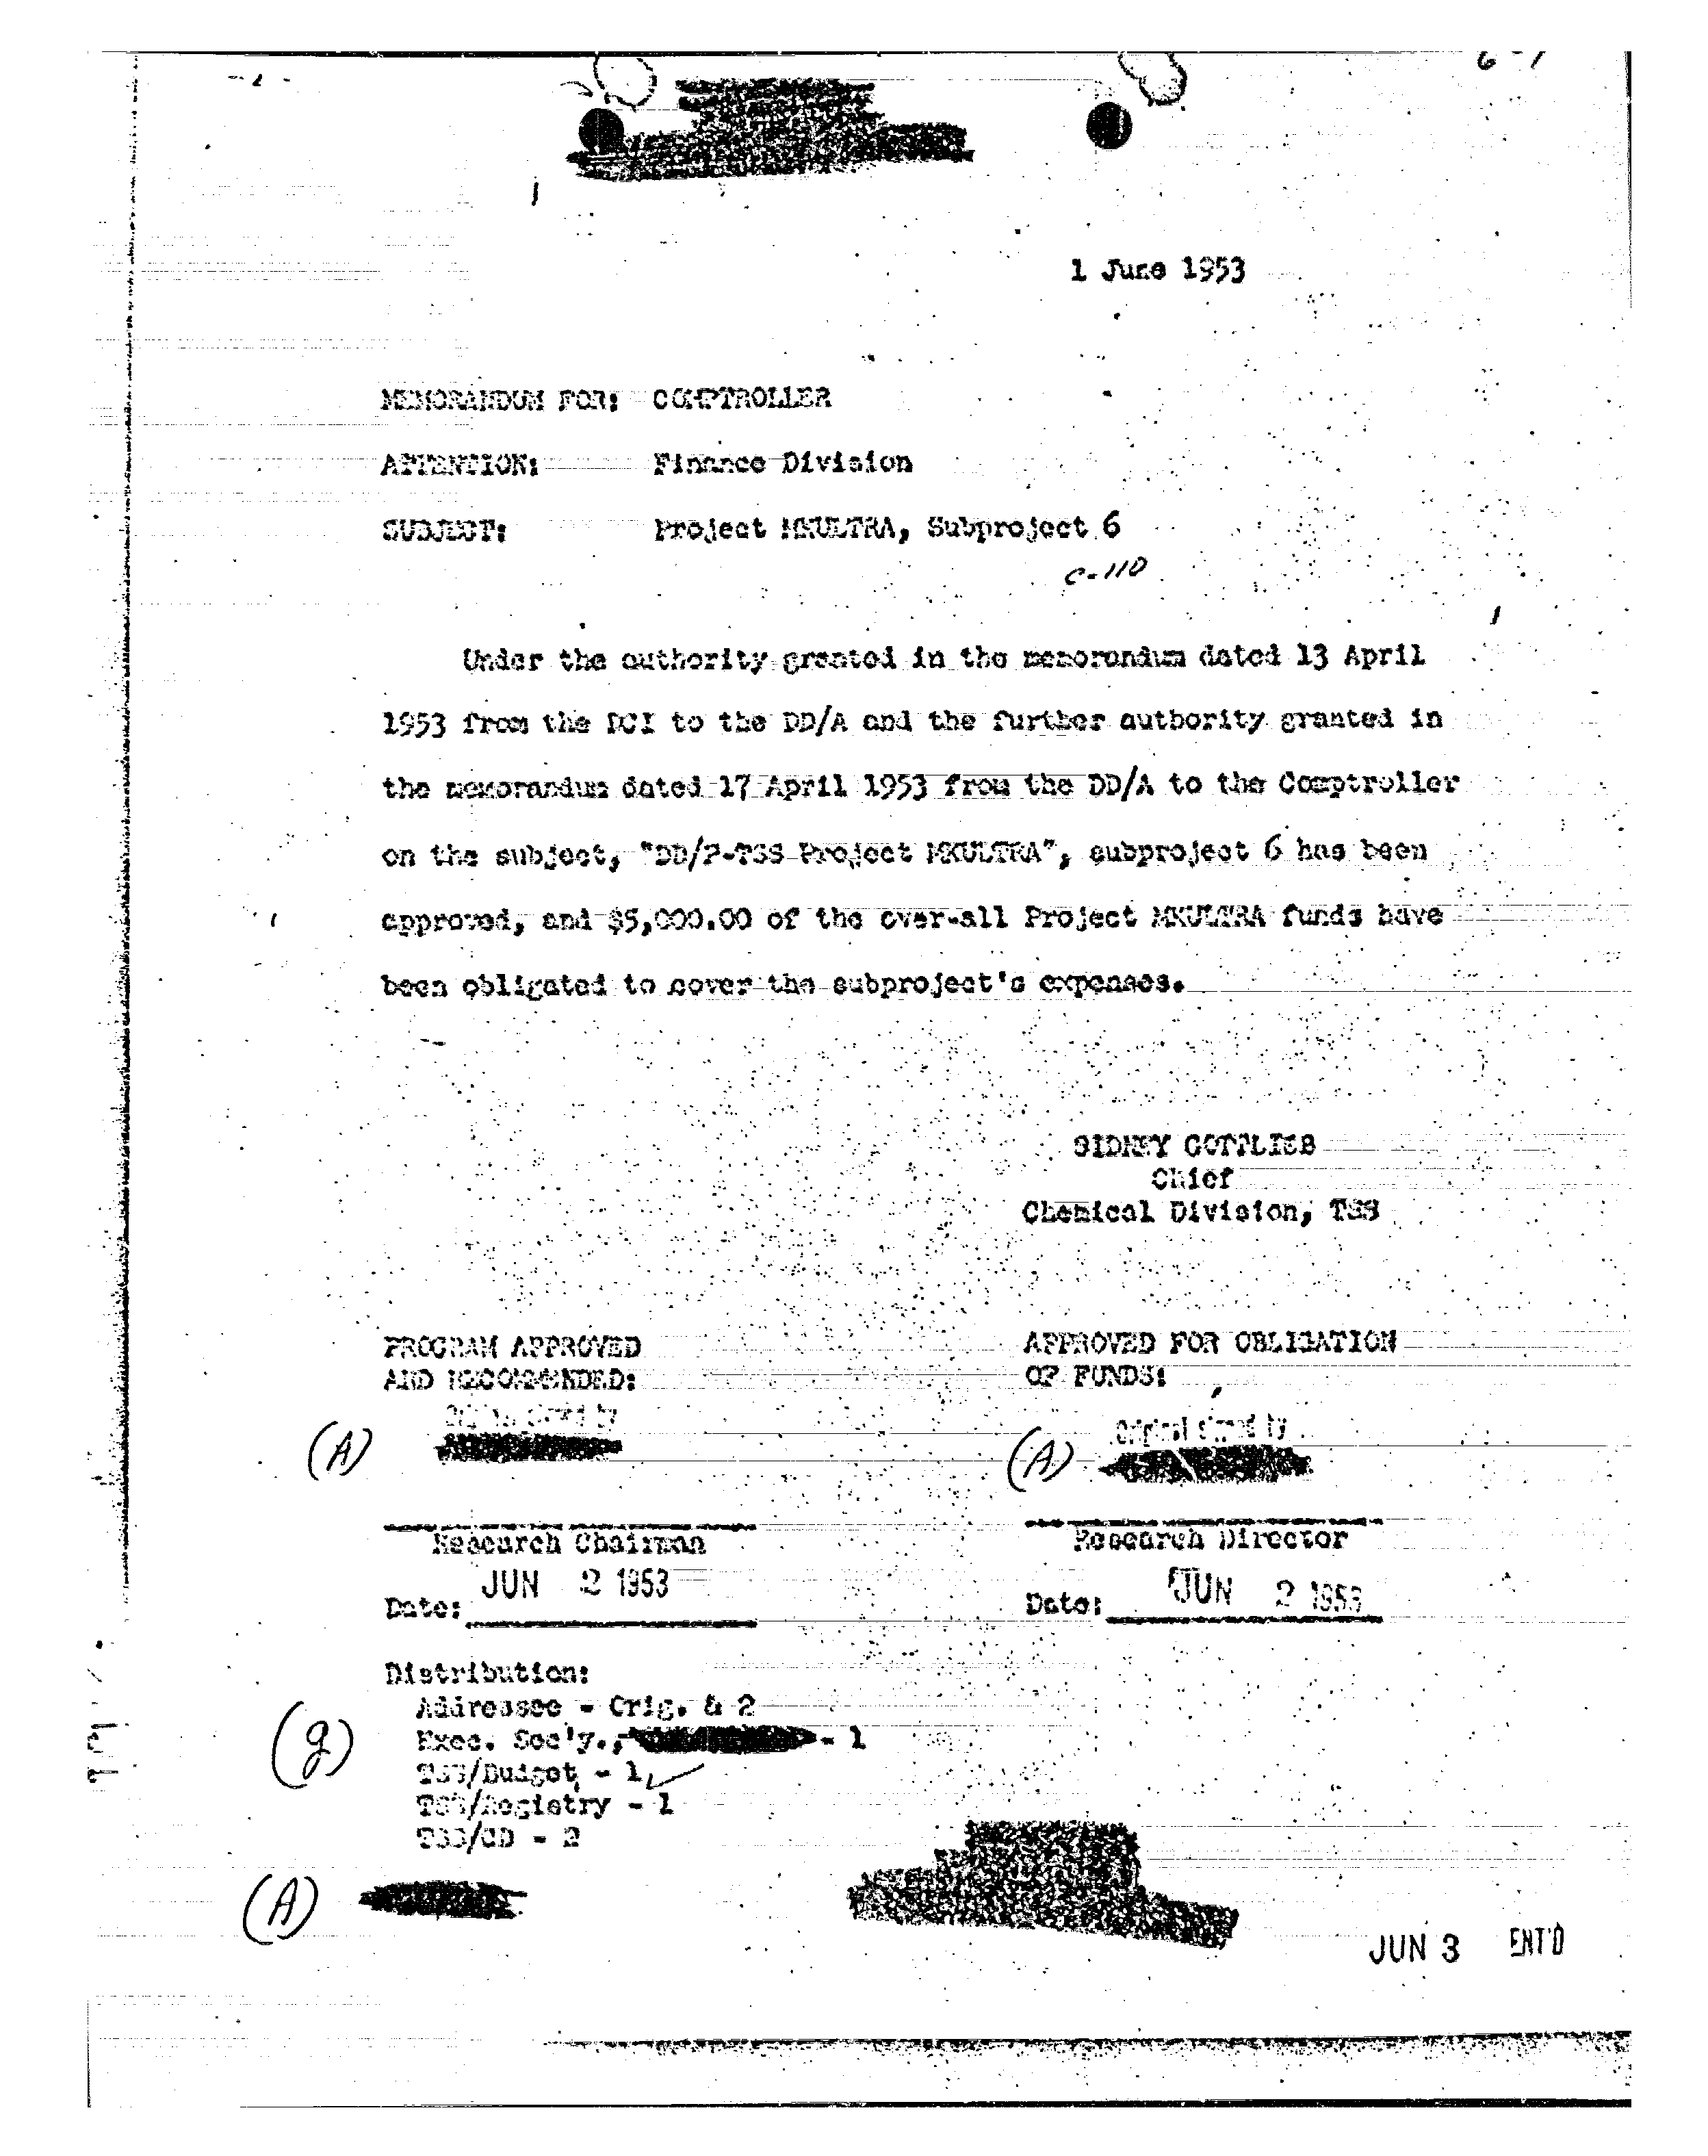 6-1
1 June 1953
MEMORANDUM FOR: COMPTROLLER
ATTENTION: Finance Division
SUBJECT: Project MKULTRA, Subproject 6
C-110
Under the authority granted in the memorandum dated 13 April
1953 from the DCI to the DD/A and the further authority granted in
the memorandum dated 17 April 1953 from the DD/A to the Comptroller
on the subject, "DD/P-TSS Project MKULTRA", subproject 6 has been
approved, and $5,000.00 of the over-all Project MKULTRA funds have
been obligated to cover the subproject's expenses.
SIDNEY GOTTLIEB
Chief
Chemical Division, TSS
PROGRAM APPROVED
AND RECOMMENDED:
APPROVED FOR OBLIGATION
OF FUNDS:
Original signed by
Original signed by
(A)
(A)
Research Chairman
Research Director
Date: JUN 2 1953
Date: JUN 2 1953
Distribution:
Addressee - Orig. & 2
(g) Exec. Sec'y., - 1
TSS/Budget - 1
TSS/Registry - 1
TSS/CD - 2
(A)
JUN 3 ENT'D